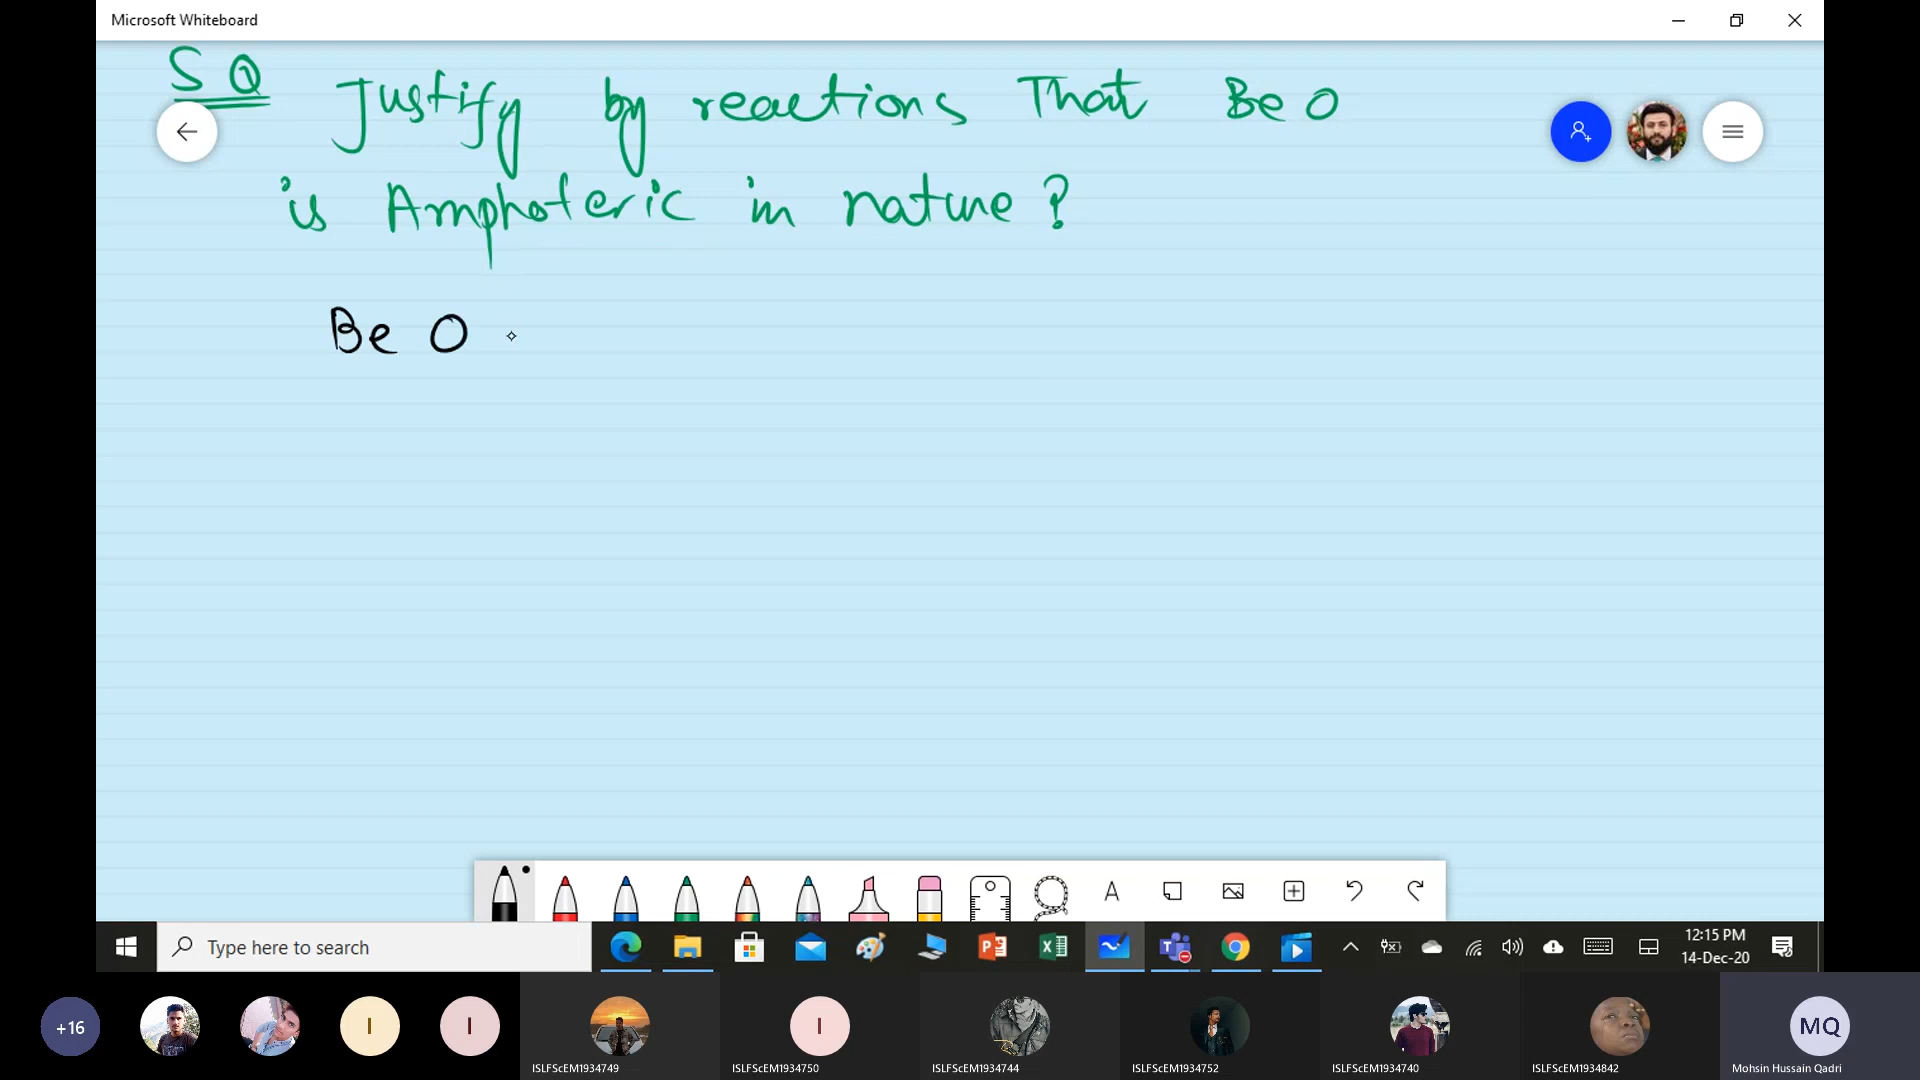 Microsoft Whiteboard
S Q Justify by reactions That Be O
is Amphoteric in nature ?
Be O
A
Type here to search
12:15 PM
14-Dec-20
+16
I
I
I
MQ
ISLFScEM1934749
ISLFScEM1934750
ISLFScEM1934744
ISLFScEM1934752
ISLFScEM1934740
ISLFScEM1934842
Mohsin Hussain Qadri